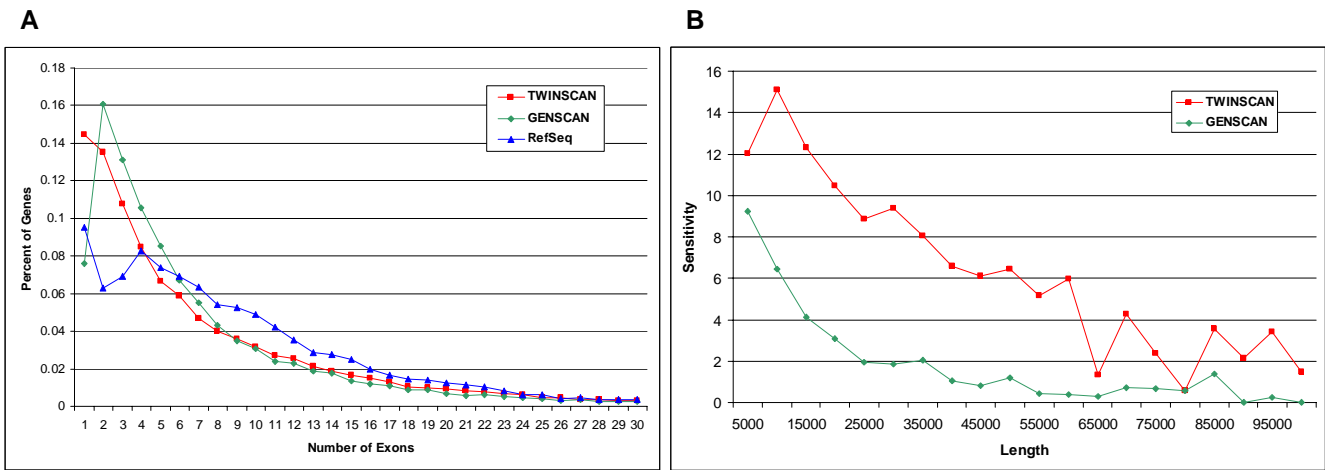 A
B
0.18
0.16
0.14
0.12
0.1
0.08
0.06
0.04
0.02
0
Percent of Genes
TWINSCAN
GENSCAN
RefSeq
1 2 3 4 5 6 7 8 9 10 11 12 13 14 15 16 17 18 19 20 21 22 23 24 25 26 27 28 29 30
Number of Exons
16
14
12
10
8
6
4
2
0
Sensitivity
TWINSCAN
GENSCAN
5000 15000 25000 35000 45000 55000 65000 75000 85000 95000
Length